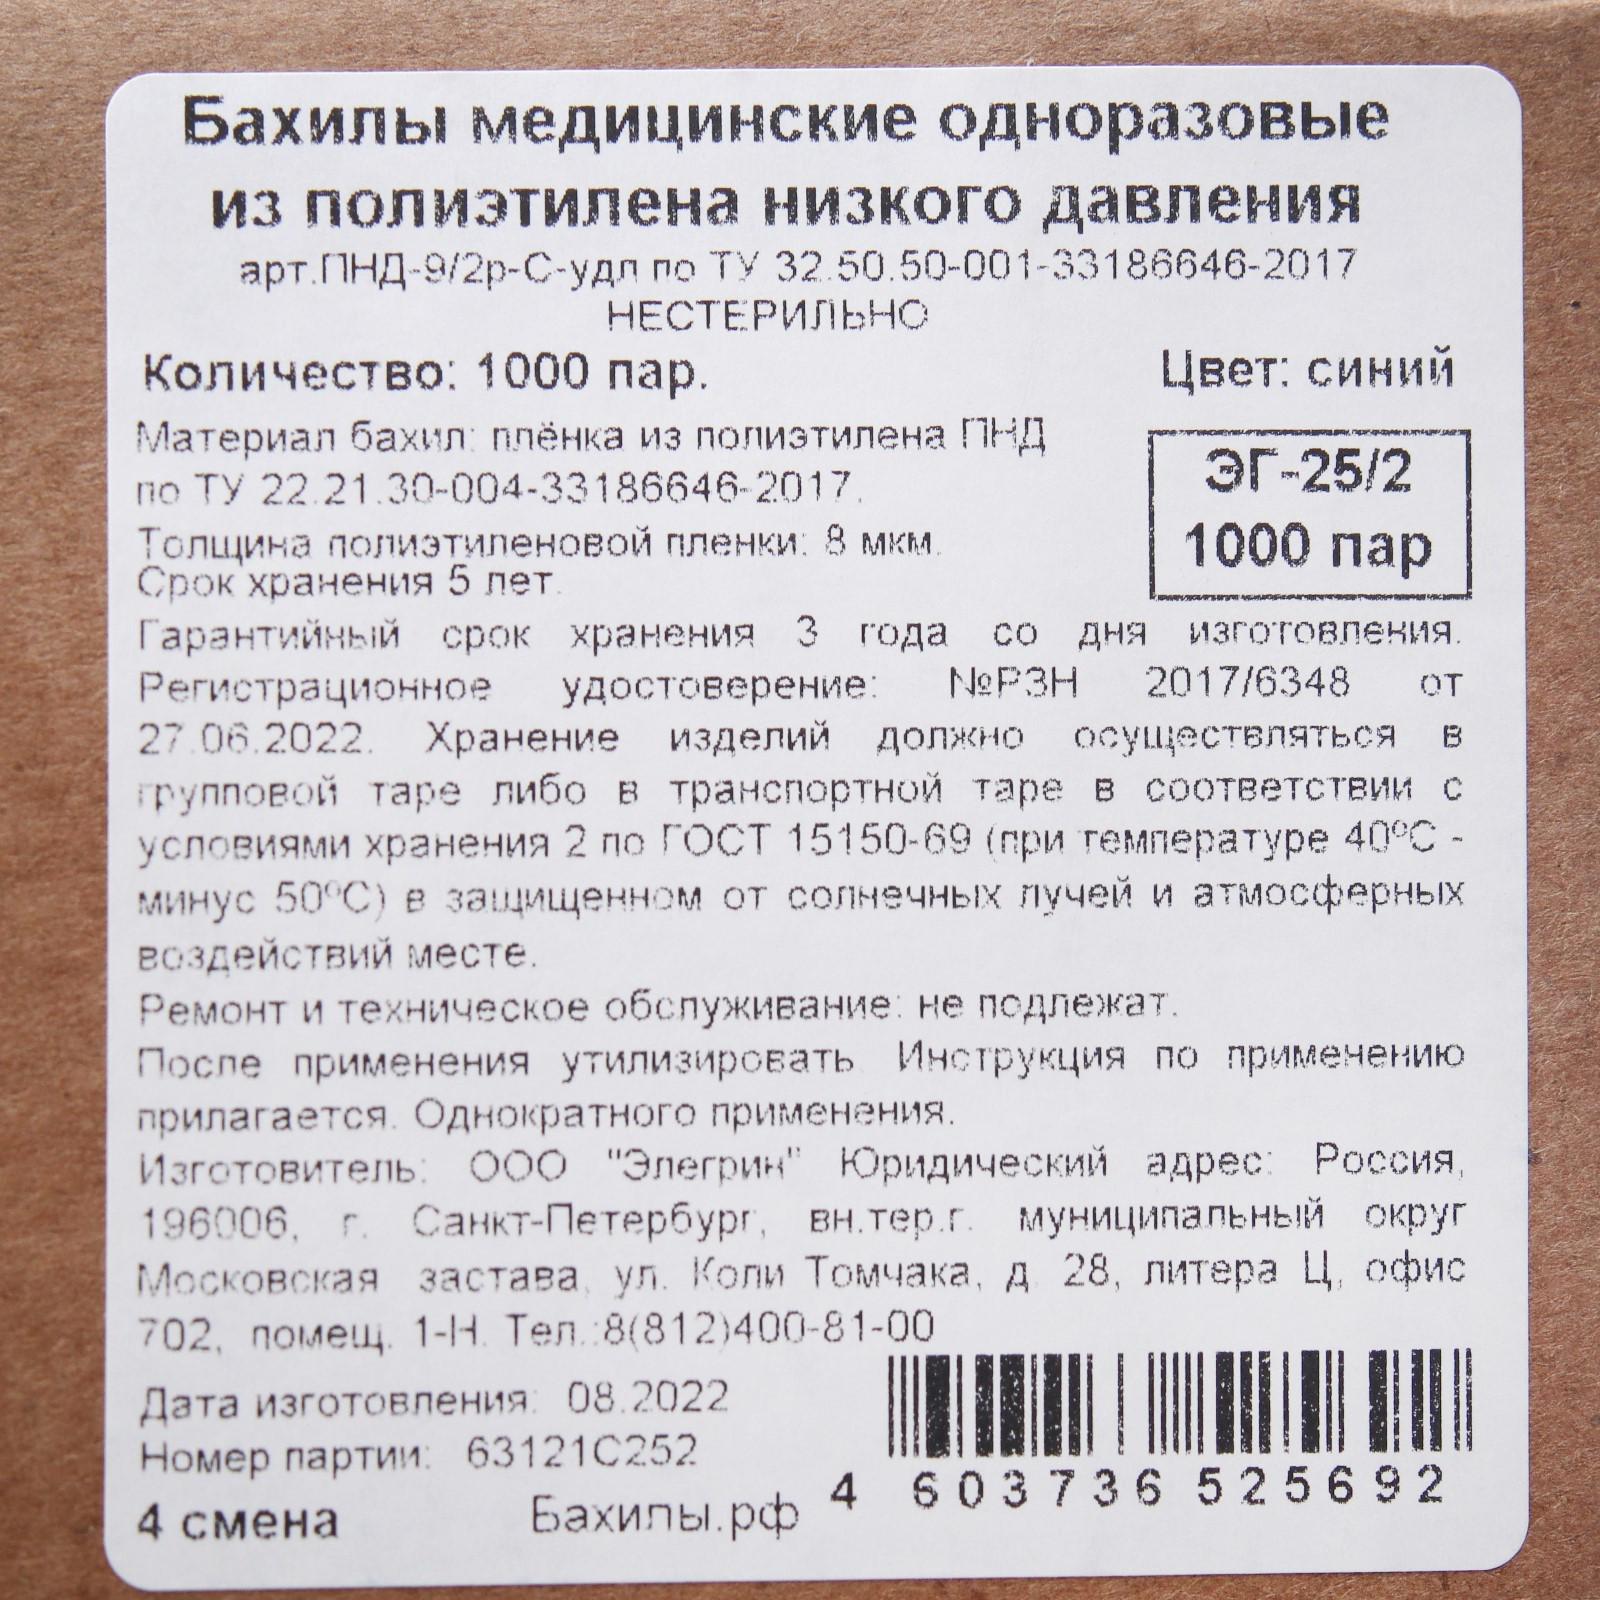 Бахилы медицинские одноразовые
из полиэтилена низкого давления
арт.ПНД-9/2р-С-удл по ТУ 32.50.50-001-33186646-2017
НЕСТЕРИЛЬНО
Количество: 1000 пар. Цвет: синий
Материал бахил: плёнка из полиэтилена ПНД
по ТУ 22.21.30-004-33186646-2017.
ЭГ-25/2
1000 пар
Толщина полиэтиленовой пленки: 8 мкм.
Срок хранения 5 лет.
Гарантийный срок хранения 3 года со дня изготовления.
Регистрационное удостоверение: №РЗН 2017/6348 от
27.06.2022. Хранение изделий должно осуществляться в
групповой таре либо в транспортной таре в соответствии с
условиями хранения 2 по ГОСТ 15150-69 (при температуре 40ºС -
минус 50ºС) в защищенном от солнечных лучей и атмосферных
воздействий месте.
Ремонт и техническое обслуживание: не подлежат.
После применения утилизировать. Инструкция по применению
прилагается. Однократного применения.
Изготовитель: ООО "Элегрин" Юридический адрес: Россия,
196006, г. Санкт-Петербург, вн.тер.г. муниципальный округ
Московская застава, ул. Коли Томчака, д. 28, литера Ц, офис
702, помещ. 1-Н. Тел.:8(812)400-81-00
Дата изготовления: 08.2022
Номер партии: 63121С252
4 смена Бахилы.рф
4 603736 525692